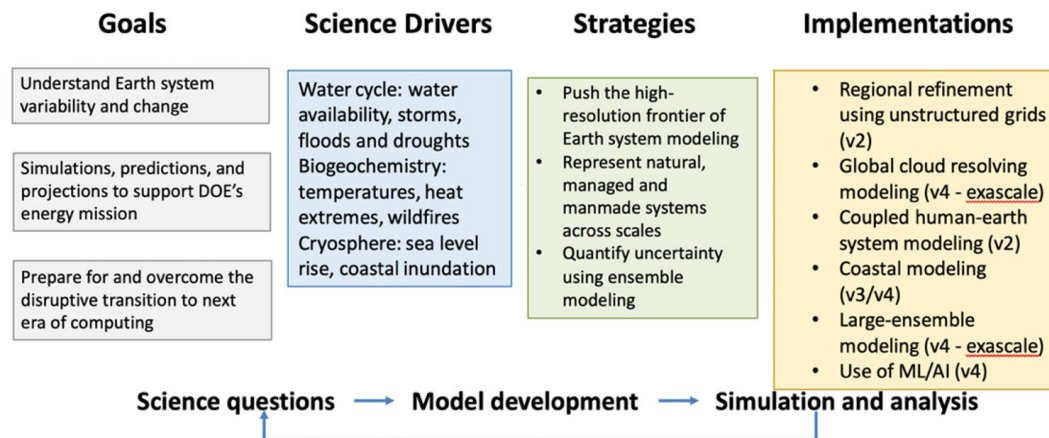 Goals
Science Drivers
Strategies
Implementations
Understand Earth system
variability and change
Simulations, predictions, and
projections to support DOE's
energy mission
Prepare for and overcome the
disruptive transition to next
era of computing
Water cycle: water
availability, storms,
floods and droughts
Biogeochemistry:
temperatures, heat
extremes, wildfires
Cryosphere: sea level
rise, coastal inundation
• Push the high-
resolution frontier of
Earth system modeling
• Represent natural,
managed and
manmade systems
across scales
• Quantify uncertainty
using ensemble
modeling
• Regional refinement
using unstructured grids
(v2)
• Global cloud resolving
modeling (v4 - exascale)
• Coupled human-earth
system modeling (v2)
• Coastal modeling
(v3/v4)
• Large-ensemble
modeling (v4 - exascale)
• Use of ML/AI (v4)
Science questions
Model development
Simulation and analysis